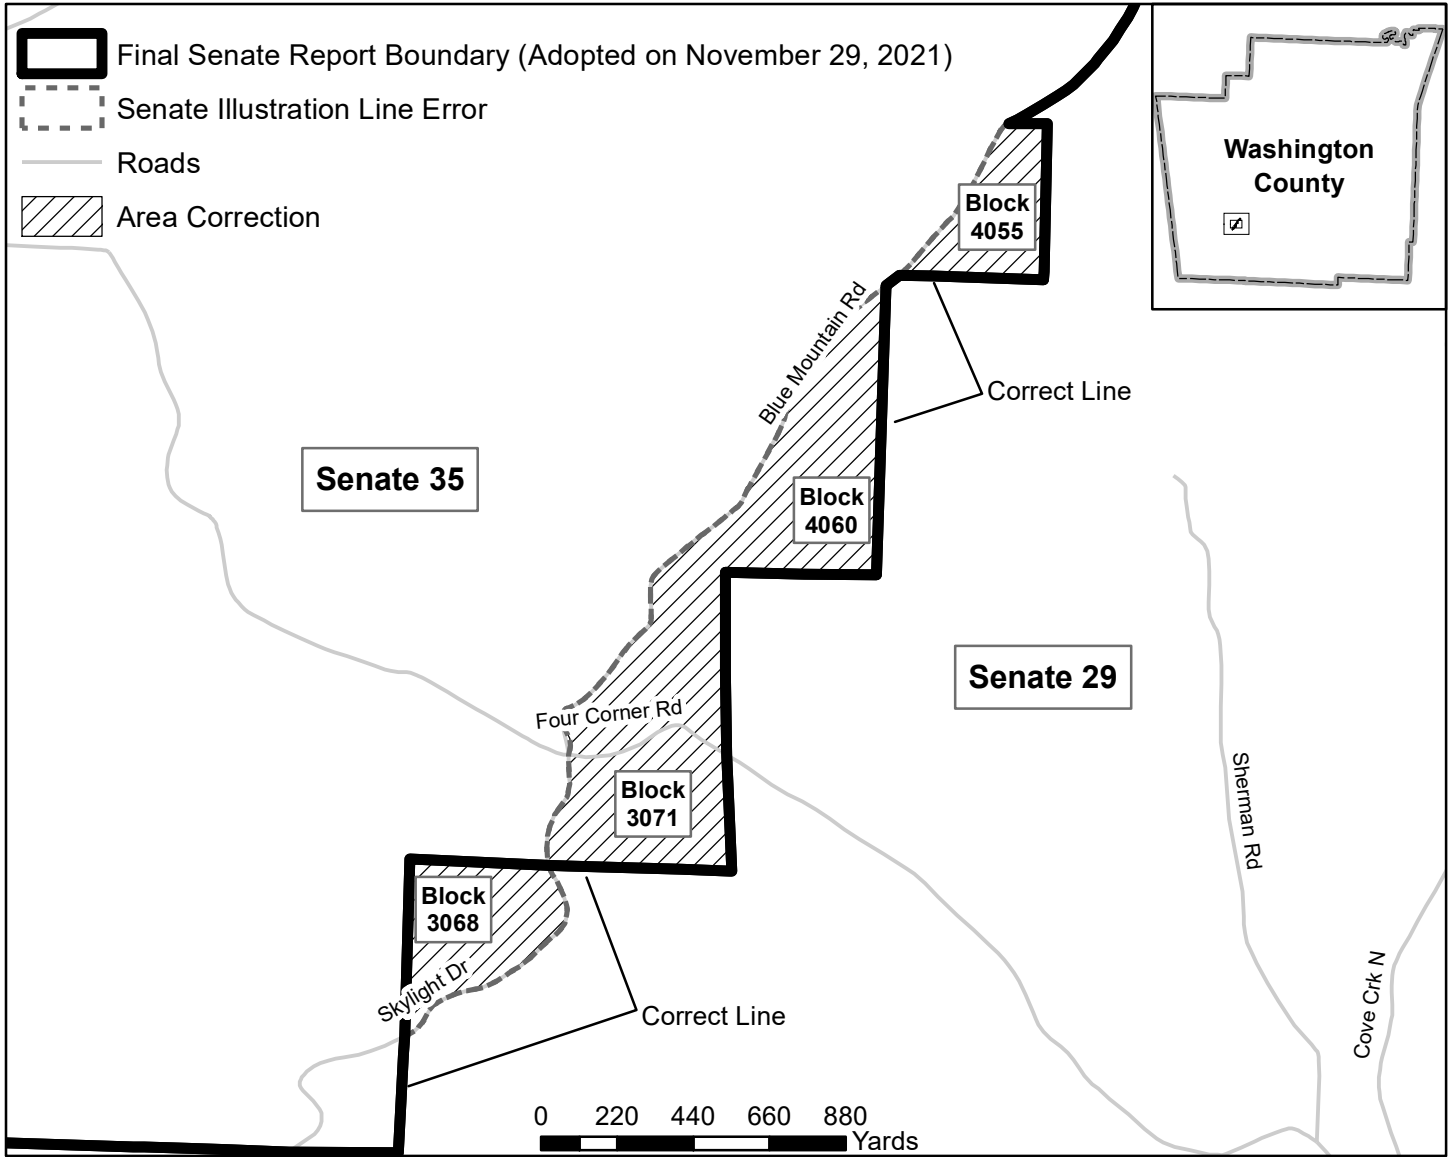 Final Senate Report Boundary (Adopted on November 29, 2021)
Senate Illustration Line Error
Roads
Area Correction
Washington
County
Block
4055
Blue Mountain Rd
Correct Line
Senate 35
Block
4060
Senate 29
Four Corner Rd
Block
3071
Sherman Rd
Block
3068
Skylight Dr
Correct Line
Cove Crk N
0 220 440 660 880
Yards